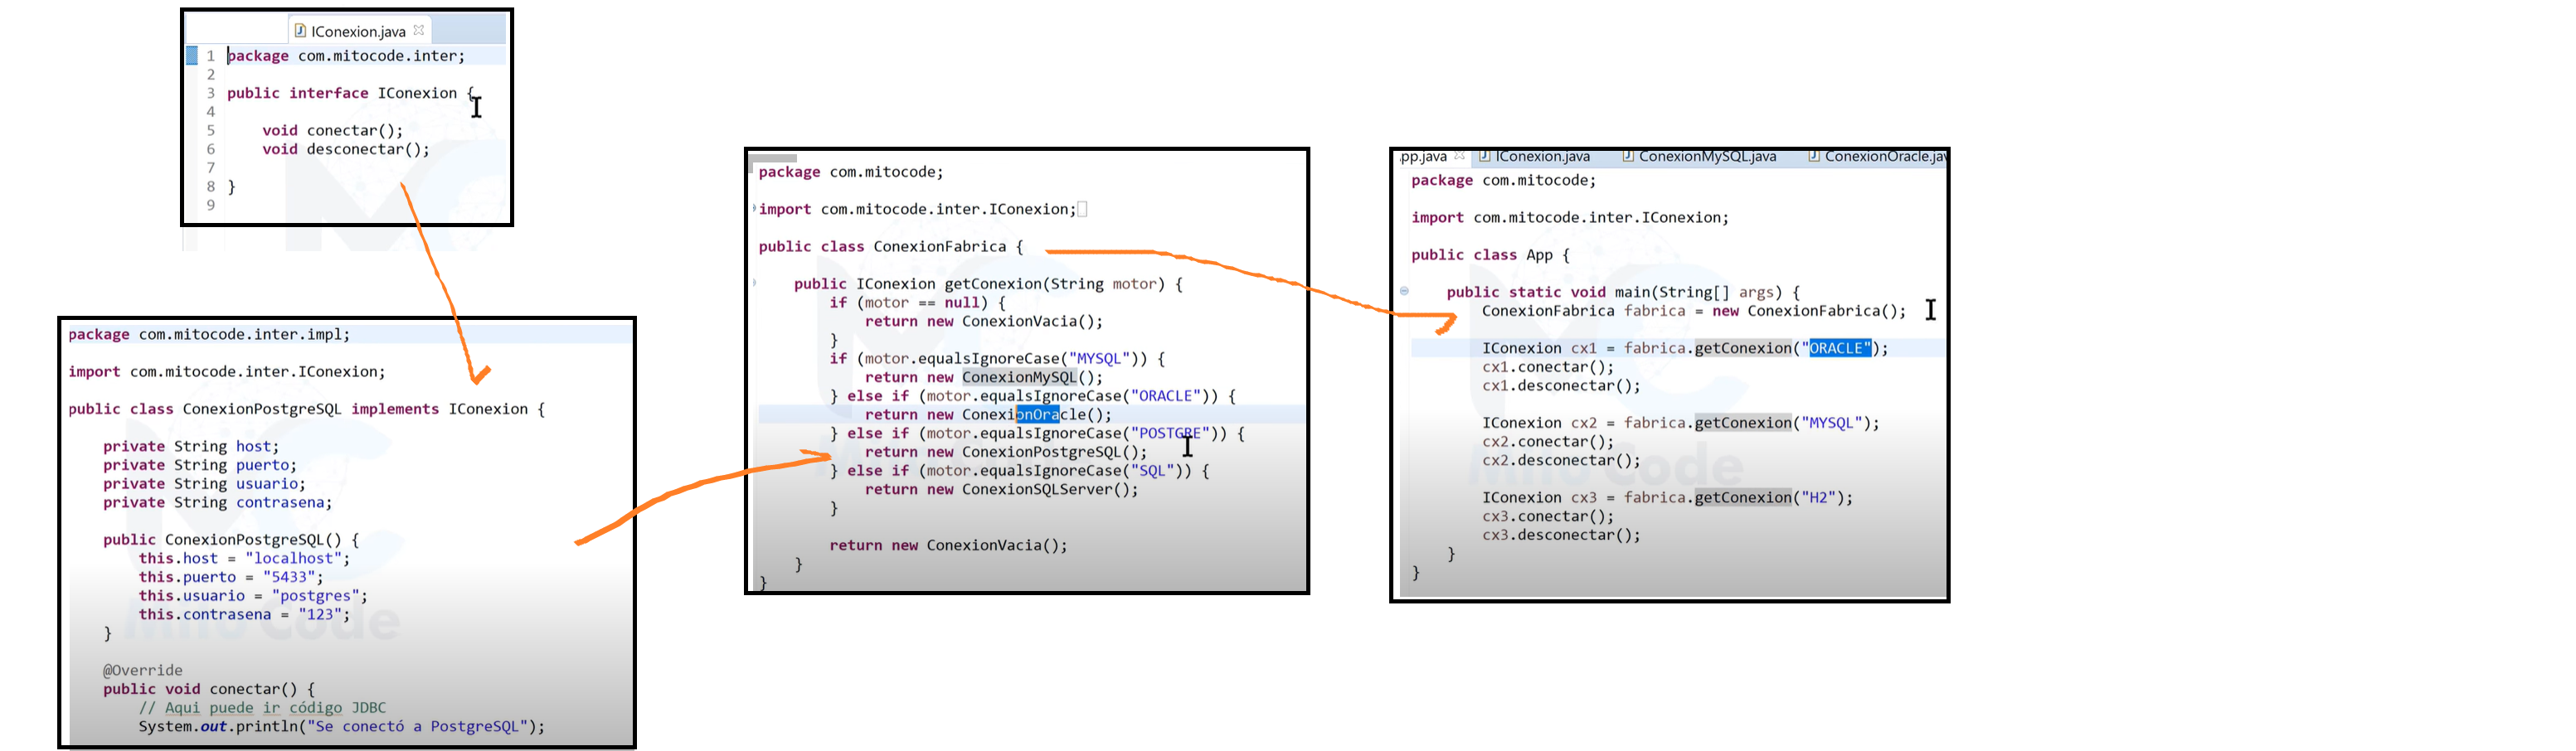 IConexion.java
1 package com.mitocode.inter;
2
3 public interface IConexion {
4
5 void conectar();
6 void desconectar();
7
8 }
9
package com.mitocode.inter.impl;
import com.mitocode.inter.IConexion;
public class ConexionPostgreSQL implements IConexion {
private String host;
private String puerto;
private String usuario;
private String contrasena;
public ConexionPostgreSQL() {
this.host = "localhost";
this.puerto = "5433";
this.usuario = "postgres";
this.contrasena = "123";
}
@Override
public void conectar() {
// Aqui puede ir código JDBC
System.out.println("Se conectó a PostgreSQL");
package com.mitocode;
import com.mitocode.inter.IConexion;
public class ConexionFabrica {
public IConexion getConexion(String motor) {
if (motor == null) {
return new ConexionVacia();
}
if (motor.equalsIgnoreCase("MYSQL")) {
return new ConexionMySQL();
} else if (motor.equalsIgnoreCase("ORACLE")) {
return new ConexionOracle();
} else if (motor.equalsIgnoreCase("POSTGRE")) {
return new ConexionPostgreSQL();
} else if (motor.equalsIgnoreCase("SQL")) {
return new ConexionSQLServer();
}
return new ConexionVacia();
}
}
pp.java IConexion.java ConexionMySQL.java ConexionOracle.jav
package com.mitocode;
import com.mitocode.inter.IConexion;
public class App {
public static void main(String[] args) {
ConexionFabrica fabrica = new ConexionFabrica();
IConexion cx1 = fabrica.getConexion("ORACLE");
cx1.conectar();
cx1.desconectar();
IConexion cx2 = fabrica.getConexion("MYSQL");
cx2.conectar();
cx2.desconectar();
IConexion cx3 = fabrica.getConexion("H2");
cx3.conectar();
cx3.desconectar();
}
}